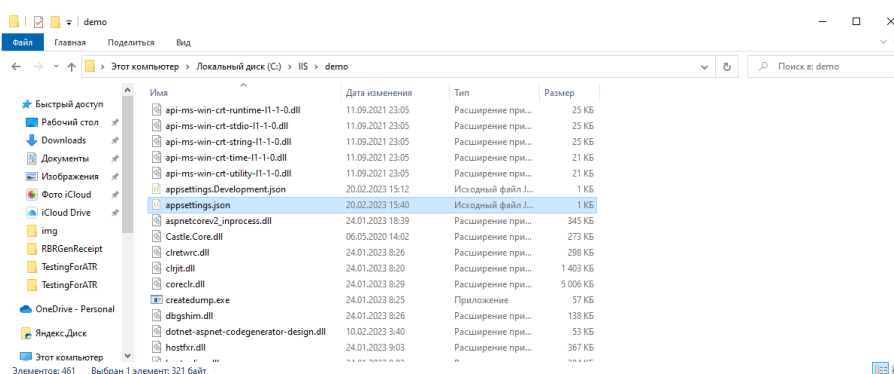 demo
Файл Главная Поделиться Вид
Этот компьютер › Локальный диск (C:) › IIS › demo
Поиск в: demo
Имя Дата изменения Тип Размер
Быстрый доступ
Рабочий стол
Downloads
Документы
Изображения
Фото iCloud
iCloud Drive
img
RBRGenReceipt
TestingForATR
TestingForATR
OneDrive - Personal
Яндекс.Диск
Этот компьютер
api-ms-win-crt-runtime-l1-1-0.dll 11.09.2021 23:05 Расширение при... 25 КБ
api-ms-win-crt-stdio-l1-1-0.dll 11.09.2021 23:05 Расширение при... 25 КБ
api-ms-win-crt-string-l1-1-0.dll 11.09.2021 23:05 Расширение при... 25 КБ
api-ms-win-crt-time-l1-1-0.dll 11.09.2021 23:05 Расширение при... 21 КБ
api-ms-win-crt-utility-l1-1-0.dll 11.09.2021 23:05 Расширение при... 21 КБ
appsettings.Development.json 20.02.2023 15:12 Исходный файл J... 1 КБ
appsettings.json 20.02.2023 15:40 Исходный файл J... 1 КБ
aspnetcorev2_inprocess.dll 24.01.2023 18:39 Расширение при... 345 КБ
Castle.Core.dll 06.05.2020 14:02 Расширение при... 273 КБ
clretwrc.dll 24.01.2023 8:26 Расширение при... 298 КБ
clrjit.dll 24.01.2023 8:20 Расширение при... 1 403 КБ
coreclr.dll 24.01.2023 8:29 Расширение при... 5 006 КБ
createdump.exe 24.01.2023 8:25 Приложение 57 КБ
dbgshim.dll 24.01.2023 8:26 Расширение при... 138 КБ
dotnet-aspnet-codegenerator-design.dll 10.02.2023 3:40 Расширение при... 53 КБ
hostfxr.dll 24.01.2023 9:03 Расширение при... 367 КБ
Элементов: 461 Выбран 1 элемент: 321 байт